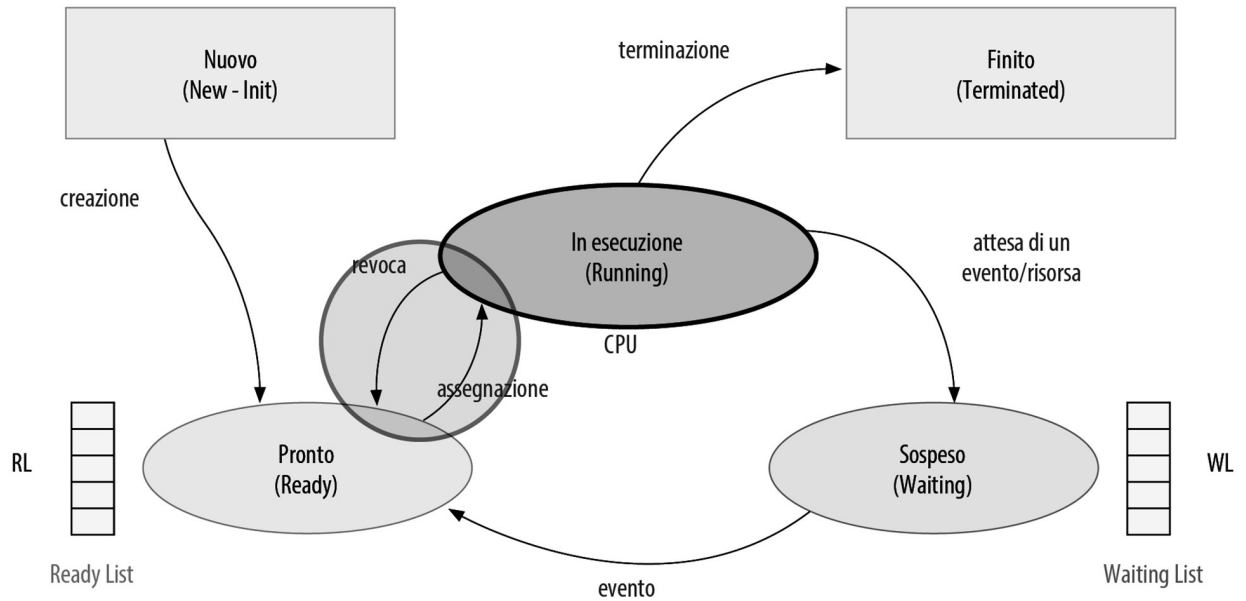 Nuovo
(New - Init)
terminazione
Finito
(Terminated)
creazione
revoca
In esecuzione
(Running)
attesa di un
evento/risorsa
CPU
assegnazione
RL
Pronto
(Ready)
Sospeso
(Waiting)
WL
Ready List
evento
Waiting List